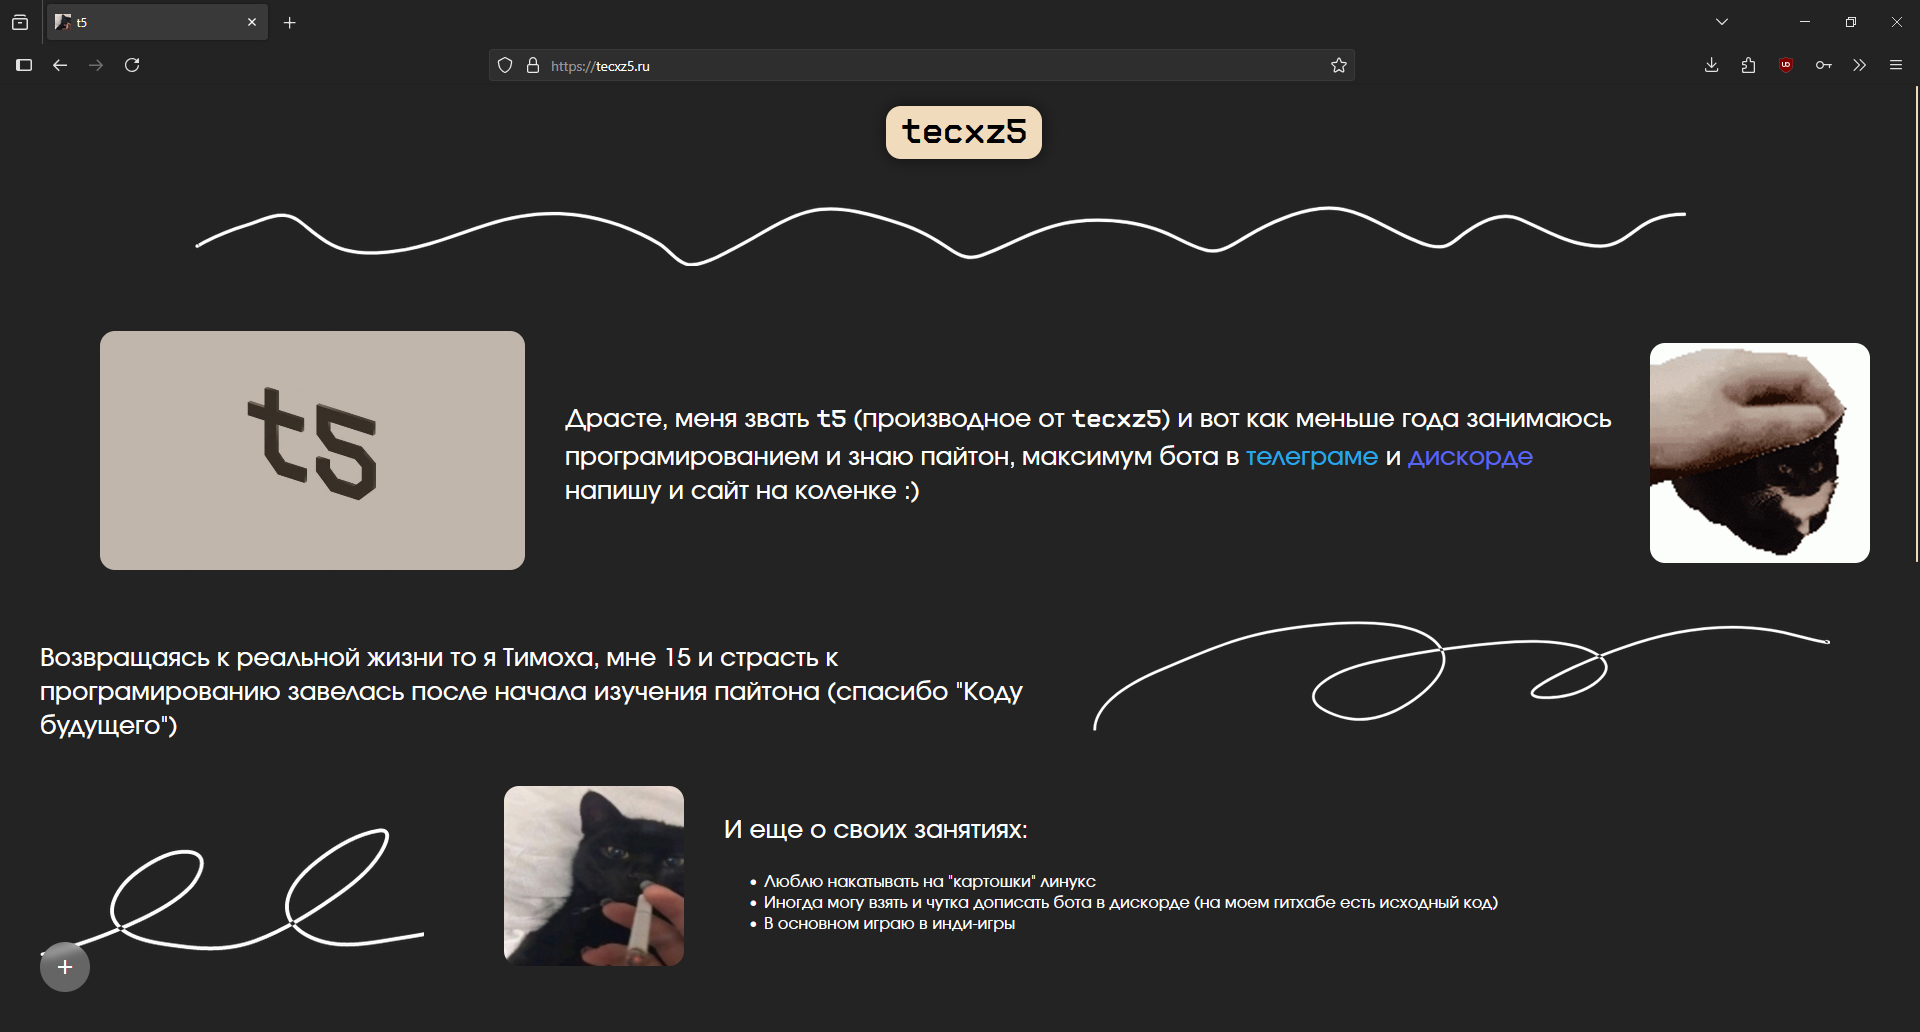 t5
https://tecxz5.ru
tecxz5
t5
Драсте, меня звать t5 (производное от tecxz5) и вот как меньше года занимаюсь
програмированием и знаю пайтон, максимум бота в телеграме и дискорде
напишу и сайт на коленке :)
Возвращаясь к реальной жизни то я Тимоха, мне 15 и страсть к
програмированию завелась после начала изучения пайтона (спасибо "Коду
будущего")
И еще о своих занятиях:
• Люблю накатывать на "картошки" линукс
• Иногда могу взять и чутка дописать бота в дискорде (на моем гитхабе есть исходный код)
• В основном играю в инди-игры
+